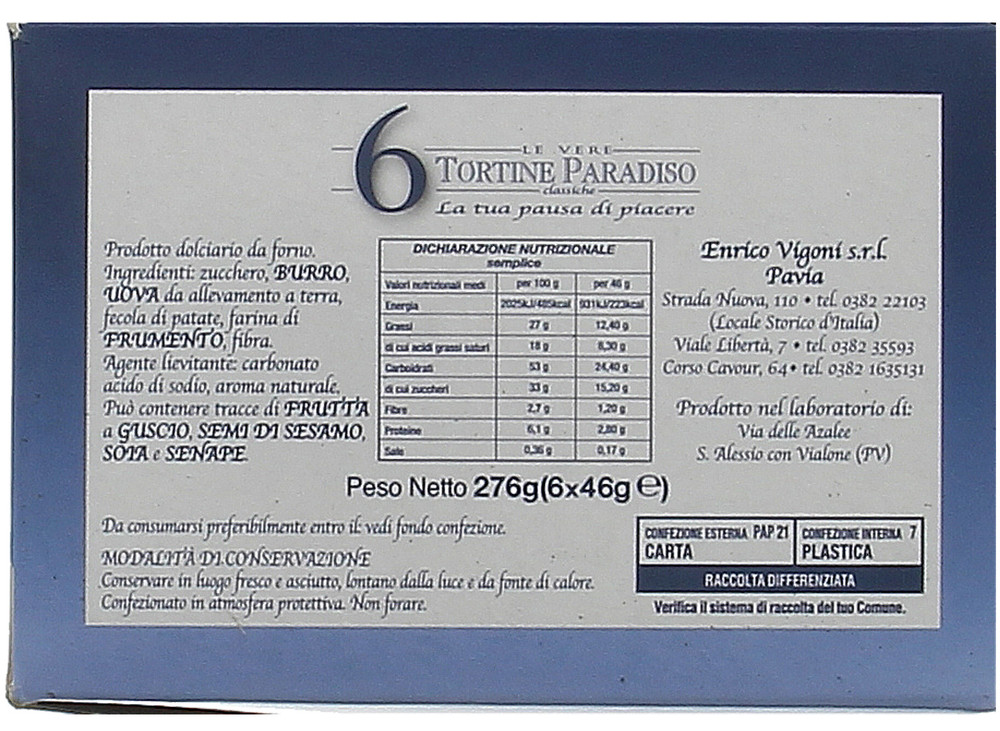 6
LE VERE
TORTINE PARADISO
classiche
La tua pausa di piacere
Prodotto dolciario da forno.
Ingredienti: zucchero, BURRO,
UOVA da allevamento a terra,
fecola di patate, farina di
FRUMENTO, fibra.
Agente lievitante: carbonato
acido di sodio, aroma naturale,
Può contenere tracce di FRUTTA
a GUSCIO, SEMI DI SESAMO,
SOIA e SENAPE.
DICHIARAZIONE NUTRIZIONALE
semplice
Valori nutrizionali medi per 100 g per 46 g
Energia 2025kJ/485kcal 931kJ/223kcal
Grassi 27 g 12,40 g
di cui acidi grassi saturi 18 g 8,30 g
Carboidrati 53 g 24,40 g
di cui zuccheri 33 g 15,20 g
Fibre 2,7 g 1,20 g
Proteine 6,1 g 2,80 g
Sale 0,36 g 0,17 g
Enrico Vigoni s.r.l.
Pavia
Strada Nuova, 110 • tel. 0382 22103
(Locale Storico d'Italia)
Viale Libertà, 7 • tel. 0382 35593
Corso Cavour, 64 • tel. 0382 1635131
Prodotto nel laboratorio di:
Via delle Azalee
S. Alessio con Vialone (PV)
Peso Netto 276g(6x46g ℮)
Da consumarsi preferibilmente entro il: vedi fondo confezione.
MODALITÀ DI CONSERVAZIONE
Conservare in luogo fresco e asciutto, lontano dalla luce e da fonte di calore.
Confezionato in atmosfera protettiva. Non forare.
CONFEZIONE ESTERNA PAP 21
CARTA
CONFEZIONE INTERNA 7
PLASTICA
RACCOLTA DIFFERENZIATA
Verifica il sistema di raccolta del tuo Comune.